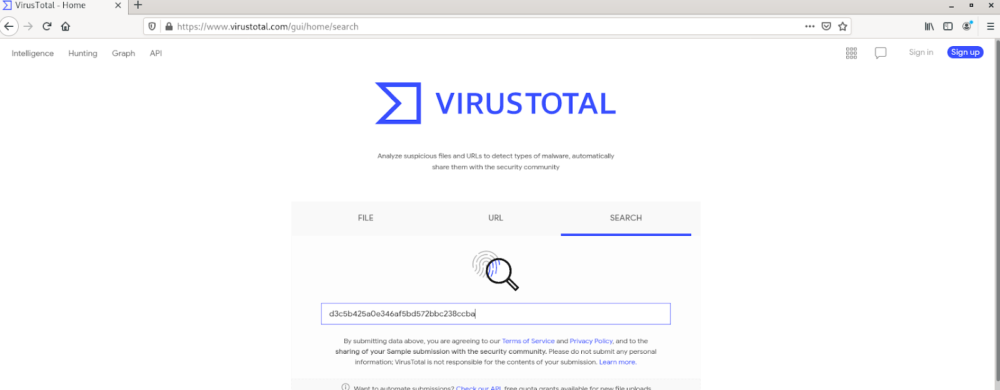 VirusTotal - Home
https://www.virustotal.com/gui/home/search
Intelligence Hunting Graph API Sign in Sign up
VIRUSTOTAL
Analyze suspicious files and URLs to detect types of malware, automatically
share them with the security community
FILE URL SEARCH
d3c5b425a0e346af5bd572bbc238ccba
By submitting data above, you are agreeing to our Terms of Service and Privacy Policy, and to the
sharing of your Sample submission with the security community. Please do not submit any personal
information; VirusTotal is not responsible for the contents of your submission. Learn more.
Want to automate submissions? Check our API, free quota grants available for new file uploads